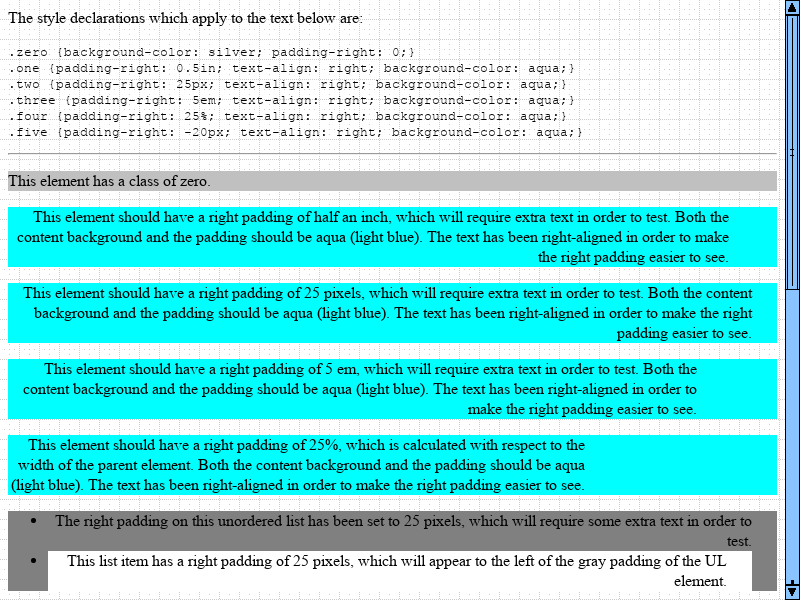 The style declarations which apply to the text below are:
.zero {background-color: silver; padding-right: 0;}
.one {padding-right: 0.5in; text-align: right; background-color: aqua;}
.two {padding-right: 25px; text-align: right; background-color: aqua;}
.three {padding-right: 5em; text-align: right; background-color: aqua;}
.four {padding-right: 25%; text-align: right; background-color: aqua;}
.five {padding-right: -20px; text-align: right; background-color: aqua;}
This element has a class of zero.
This element should have a right padding of half an inch, which will require extra text in order to test. Both the
content background and the padding should be aqua (light blue). The text has been right-aligned in order to make
the right padding easier to see.
This element should have a right padding of 25 pixels, which will require extra text in order to test. Both the content
background and the padding should be aqua (light blue). The text has been right-aligned in order to make the right
padding easier to see.
This element should have a right padding of 5 em, which will require extra text in order to test. Both the
content background and the padding should be aqua (light blue). The text has been right-aligned in order to
make the right padding easier to see.
This element should have a right padding of 25%, which is calculated with respect to the
width of the parent element. Both the content background and the padding should be aqua
(light blue). The text has been right-aligned in order to make the right padding easier to see.
• The right padding on this unordered list has been set to 25 pixels, which will require some extra text in order to
test.
• This list item has a right padding of 25 pixels, which will appear to the left of the gray padding of the UL
element.